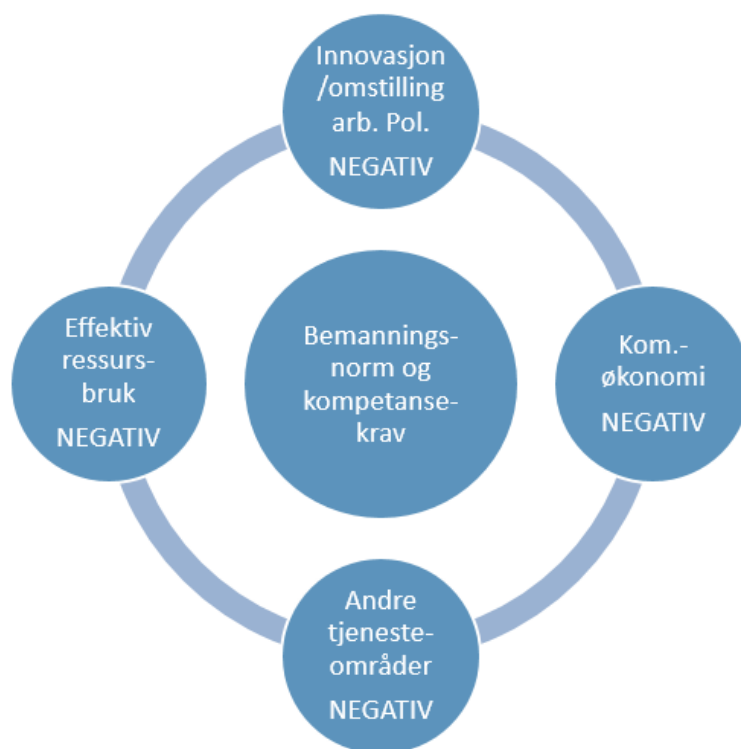 Innovasjon
/omstilling
arb. Pol.
NEGATIV
Effektiv
ressurs-
bruk
NEGATIV
Bemannings-
norm og
kompetanse-
krav
Kom.-
økonomi
NEGATIV
Andre
tjeneste-
områder
NEGATIV